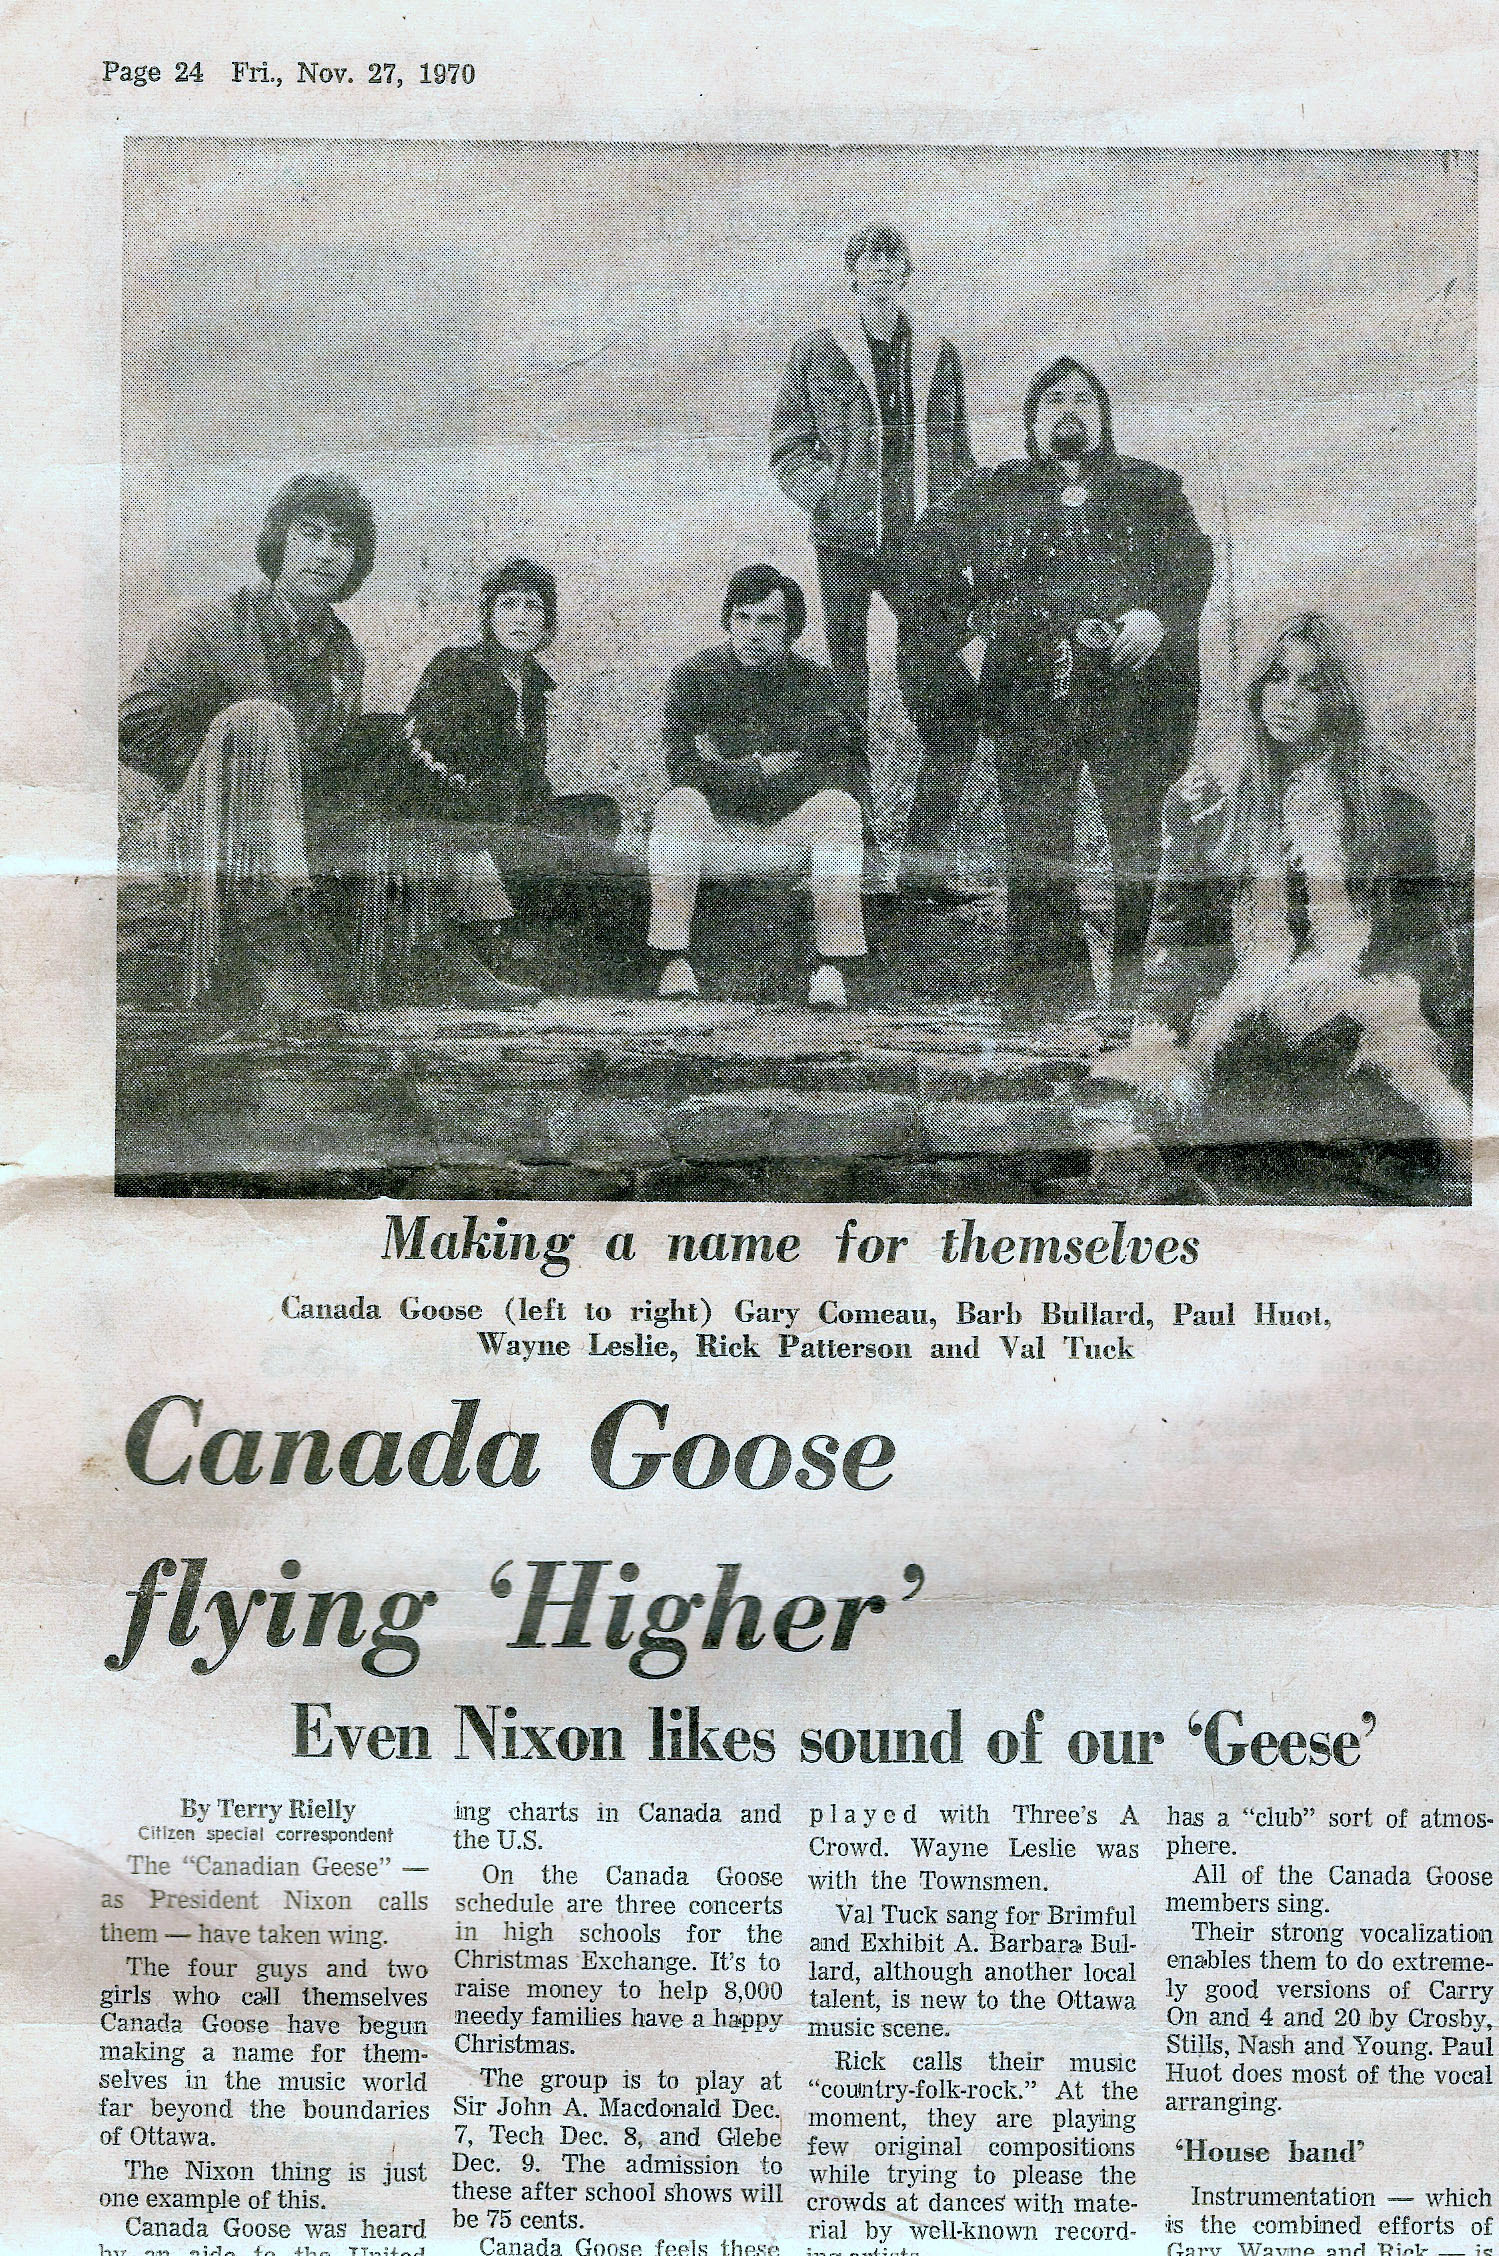 Page 24 Fri., Nov. 27, 1970
Making a name for themselves
Canada Goose (left to right) Gary Comeau, Barb Bullard, Paul Huot,
Wayne Leslie, Rick Patterson and Val Tuck
Canada Goose
flying ‘Higher’
Even Nixon likes sound of our ‘Geese’
By Terry Rielly
Citizen special correspondent
The “Canadian Geese” —
as President Nixon calls
them — have taken wing.
The four guys and two
girls who call themselves
Canada Goose have begun
making a name for them-
selves in the music world
far beyond the boundaries
of Ottawa.
The Nixon thing is just
one example of this.
Canada Goose was heard
by an aide to the United
ing charts in Canada and
the U.S.
On the Canada Goose
schedule are three concerts
in high schools for the
Christmas Exchange. It's to
raise money to help 8,000
needy families have a happy
Christmas.
The group is to play at
Sir John A. Macdonald Dec.
7, Tech Dec. 8, and Glebe
Dec. 9. The admission to
these after school shows will
be 75 cents.
Canada Goose feels these
played with Three's A
Crowd. Wayne Leslie was
with the Townsmen.
Val Tuck sang for Brimful
and Exhibit A. Barbara Bul-
lard, although another local
talent, is new to the Ottawa
music scene.
Rick calls their music
“country-folk-rock.” At the
moment, they are playing
few original compositions
while trying to please the
crowds at dances with mate-
rial by well-known record-
ing artists.
has a “club” sort of atmos-
phere.
All of the Canada Goose
members sing.
Their strong vocalization
enables them to do extreme-
ly good versions of Carry
On and 4 and 20 by Crosby,
Stills, Nash and Young. Paul
Huot does most of the vocal
arranging.
‘House band’
Instrumentation — which
is the combined efforts of
Gary, Wayne and Rick — is